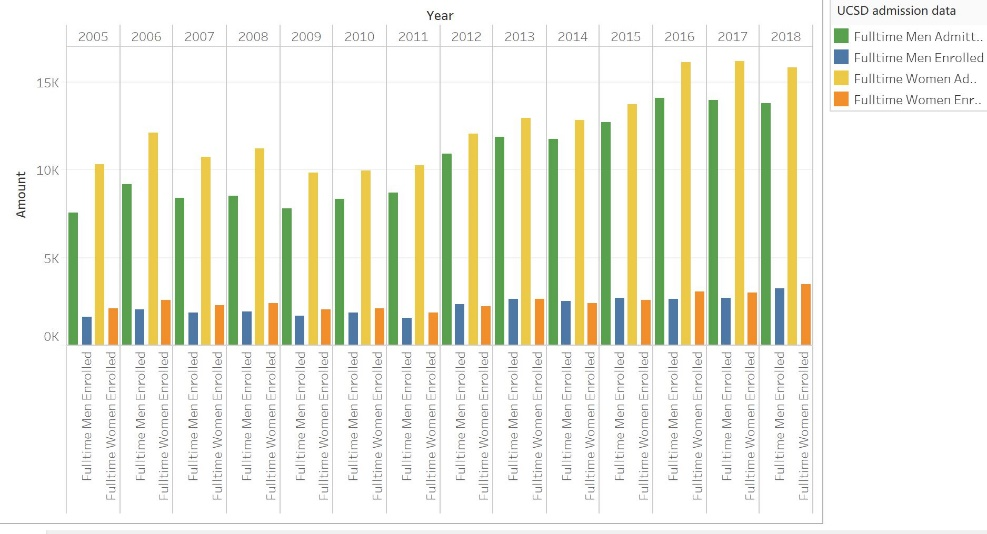 Year
2005 2006 2007 2008 2009 2010 2011 2012 2013 2014 2015 2016 2017 2018
15K
10K
5K
0K
Amount
Fulltime Men Enrolled
Fulltime Women Enrolled
Fulltime Men Enrolled
Fulltime Women Enrolled
Fulltime Men Enrolled
Fulltime Women Enrolled
Fulltime Men Enrolled
Fulltime Women Enrolled
Fulltime Men Enrolled
Fulltime Women Enrolled
Fulltime Men Enrolled
Fulltime Women Enrolled
Fulltime Men Enrolled
Fulltime Women Enrolled
Fulltime Men Enrolled
Fulltime Women Enrolled
Fulltime Men Enrolled
Fulltime Women Enrolled
Fulltime Men Enrolled
Fulltime Women Enrolled
Fulltime Men Enrolled
Fulltime Women Enrolled
Fulltime Men Enrolled
Fulltime Women Enrolled
Fulltime Men Enrolled
Fulltime Women Enrolled
Fulltime Men Enrolled
Fulltime Women Enrolled
UCSD admission data
Fulltime Men Admitt..
Fulltime Men Enrolled
Fulltime Women Ad..
Fulltime Women Enr..